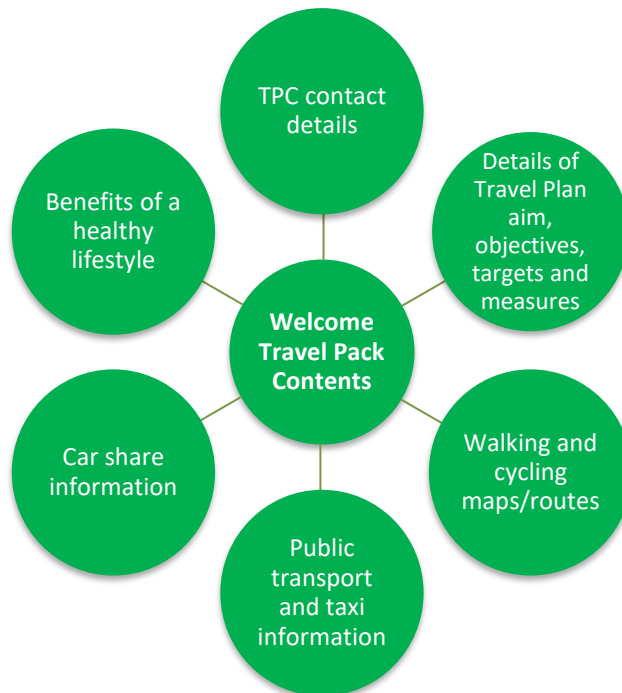 TPC contact
details
Details of
Travel Plan
aim,
objectives,
targets and
measures
Walking and
cycling
maps/routes
Public
transport
and taxi
information
Car share
information
Benefits of a
healthy
lifestyle
Welcome
Travel Pack
Contents